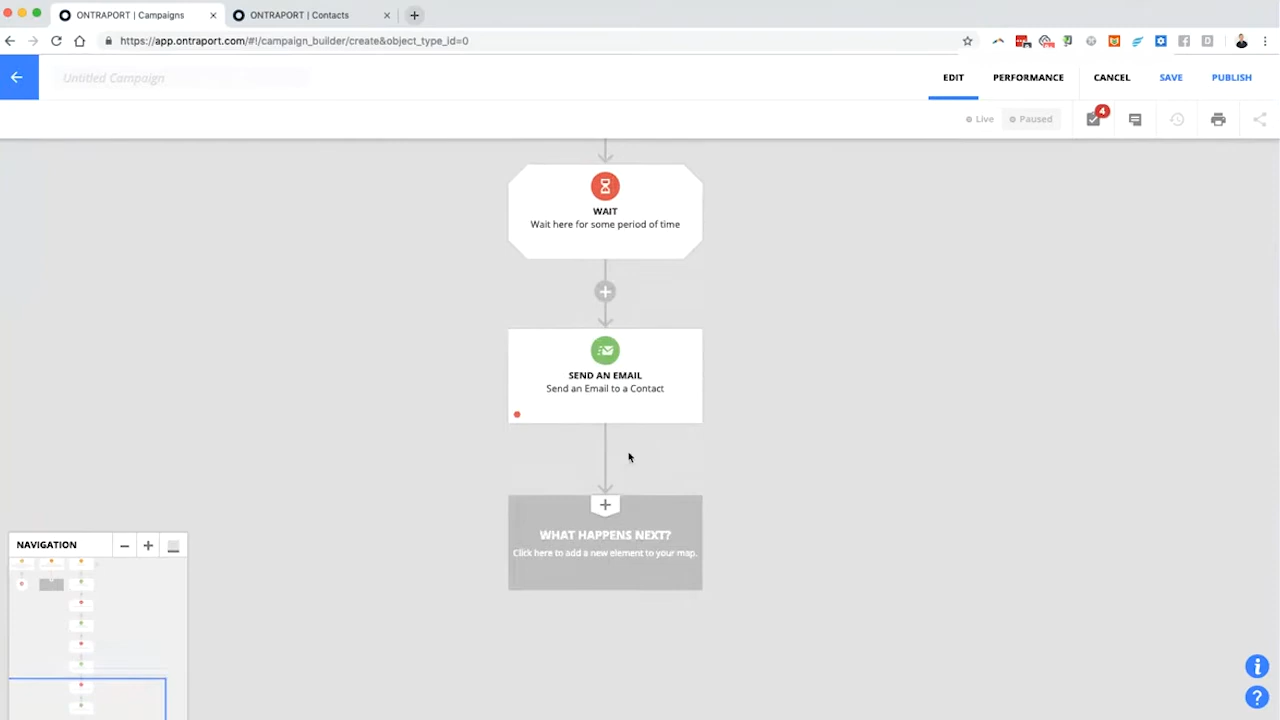 ONTRAPORT | Campaigns
ONTRAPORT | Contacts
https://app.ontraport.com/#!/campaign_builder/create&object_type_id=0
Untitled Campaign
EDIT
PERFORMANCE
CANCEL
SAVE
PUBLISH
Live
Paused
4
WAIT
Wait here for some period of time
SEND AN EMAIL
Send an Email to a Contact
WHAT HAPPENS NEXT?
Click here to add a new element to your map.
NAVIGATION